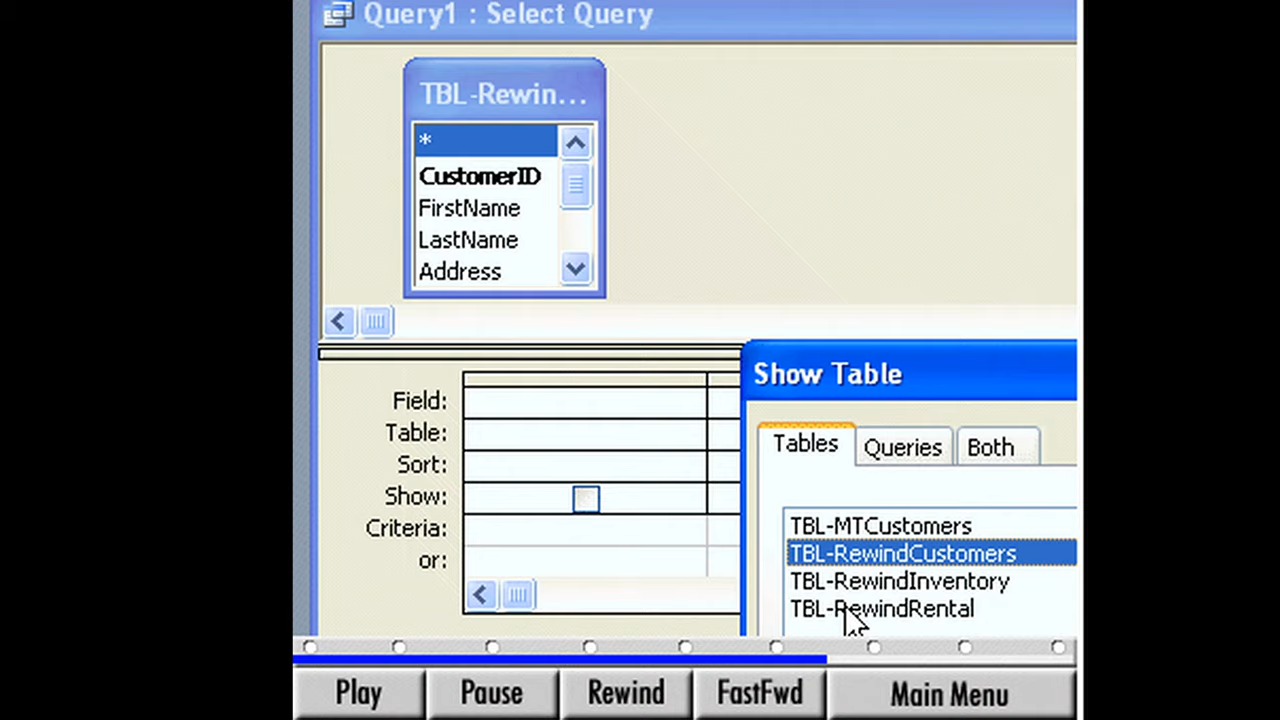 Query1 : Select Query
TBL-Rewin...
*
CustomerID
FirstName
LastName
Address
Field:
Table:
Sort:
Show:
Criteria:
or:
Show Table
Tables Queries Both
TBL-MTCustomers
TBL-RewindCustomers
TBL-RewindInventory
TBL-RewindRental
Play Pause Rewind FastFwd Main Menu